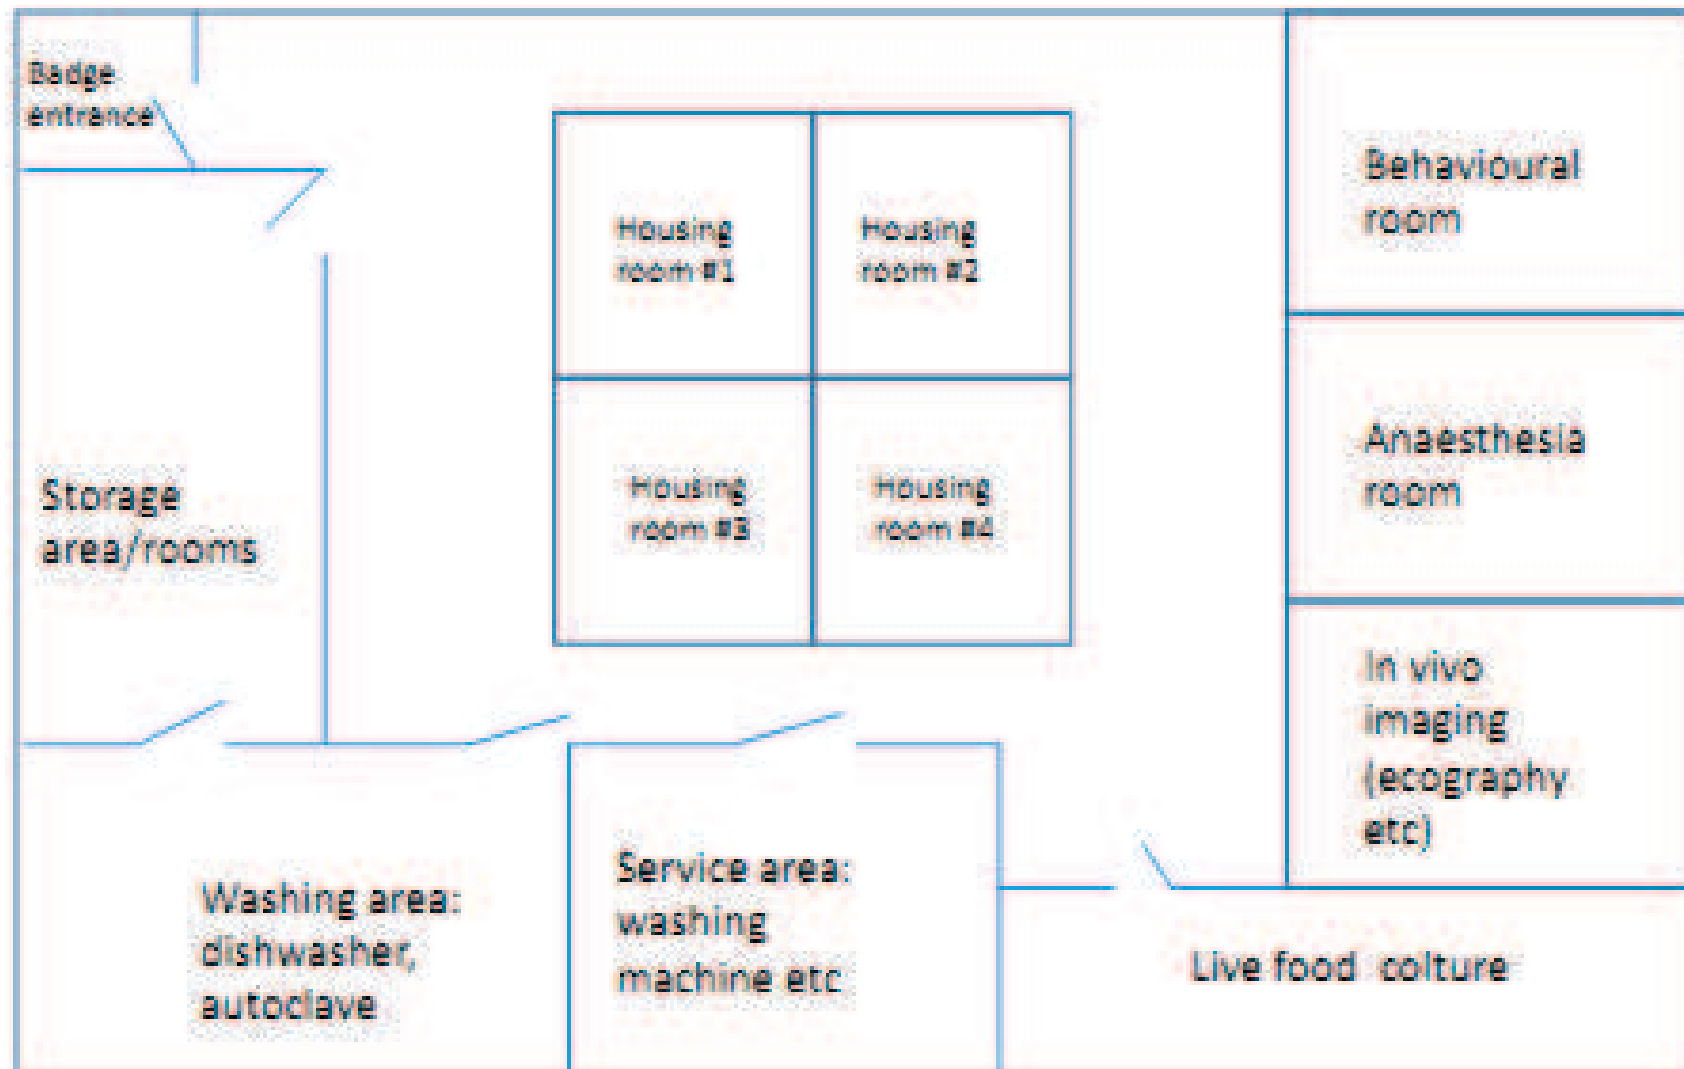 Badge
entrance
Housing
room #1
Housing
room #2
Behavioural
room
Storage
area/rooms
Housing
room #3
Housing
room #4
Anaesthesia
room
In vivo
imaging
(ecography
etc)
Washing area:
dishwasher,
autoclave
Service area:
washing
machine etc
Live food colture